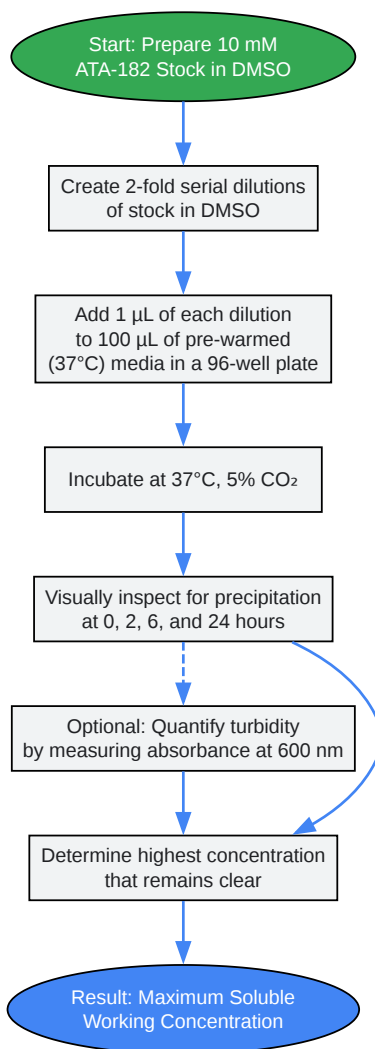 Start: Prepare 10 mM
ATA-182 Stock in DMSO
Create 2-fold serial dilutions
of stock in DMSO
Add 1 µL of each dilution
to 100 µL of pre-warmed
(37°C) media in a 96-well plate
Incubate at 37°C, 5% CO₂
Visually inspect for precipitation
at 0, 2, 6, and 24 hours
Optional: Quantify turbidity
by measuring absorbance at 600 nm
Determine highest concentration
that remains clear
Result: Maximum Soluble
Working Concentration